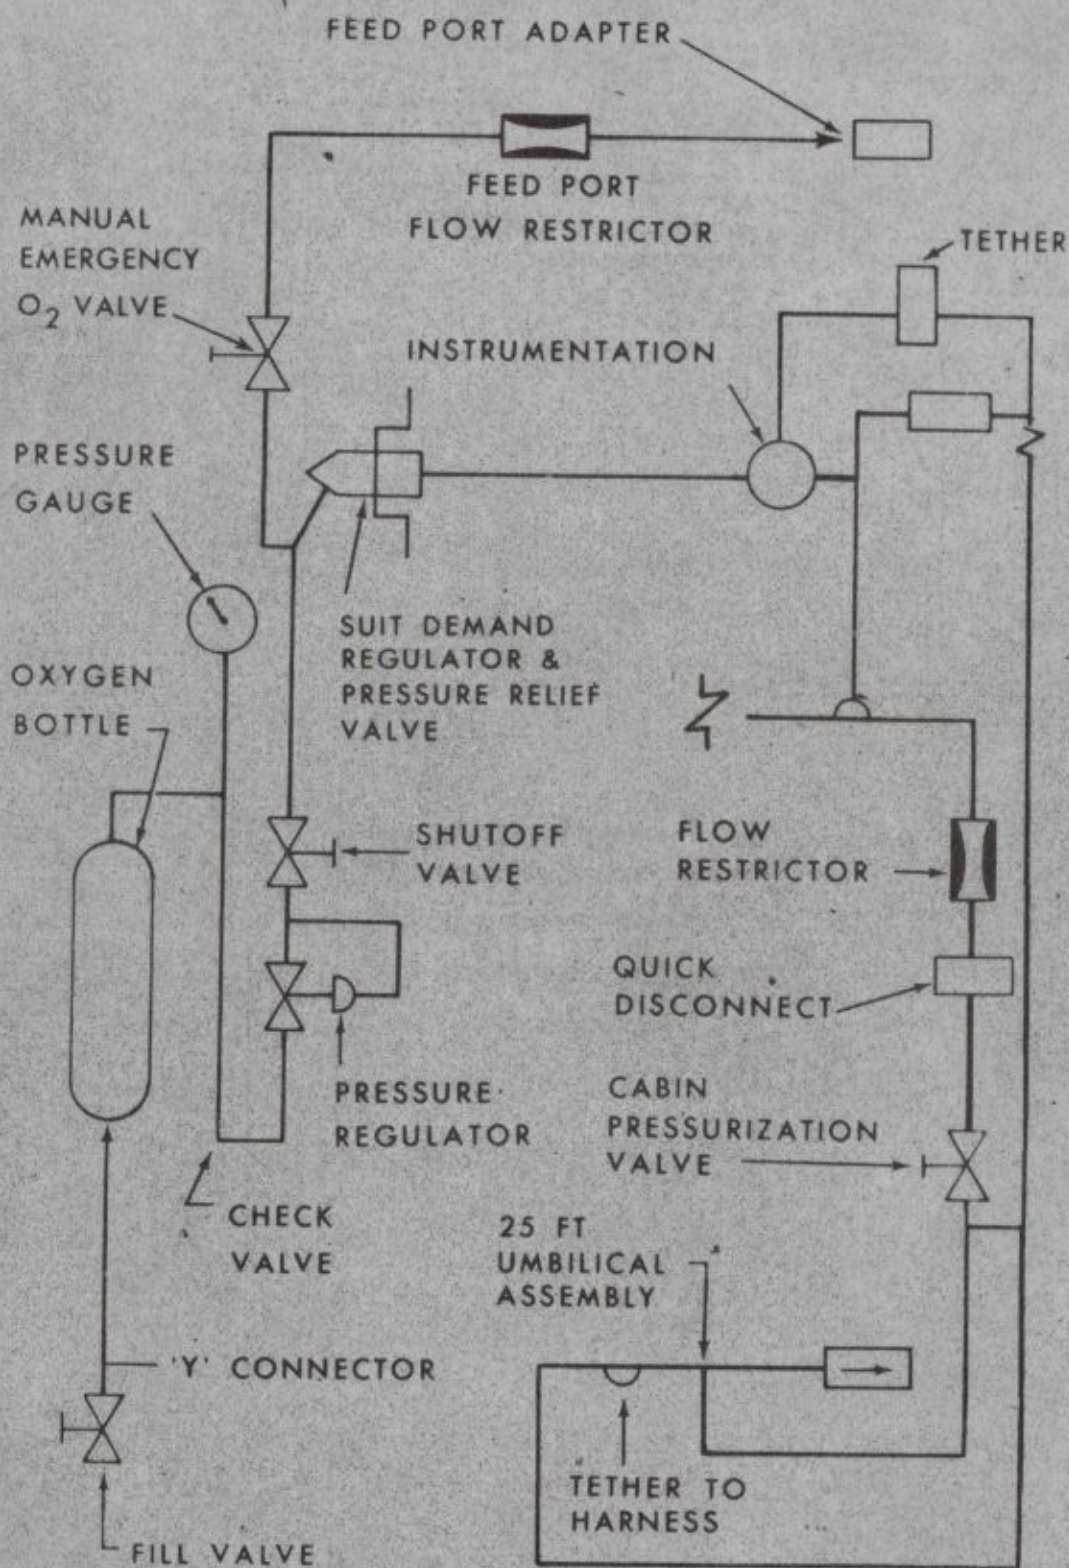 FEED PORT ADAPTER
FEED PORT
FLOW RESTRICTOR
MANUAL
EMERGENCY
O2 VALVE
TETHER
INSTRUMENTATION
PRESSURE
GAUGE
SUIT DEMAND
REGULATOR &
PRESSURE RELIEF
VALVE
OXYGEN
BOTTLE
SHUTOFF
VALVE
FLOW
RESTRICTOR
QUICK
DISCONNECT
PRESSURE
REGULATOR
CABIN
PRESSURIZATION
VALVE
CHECK
VALVE
25 FT
UMBILICAL
ASSEMBLY
'Y' CONNECTOR
TETHER TO
HARNESS
FILL VALVE